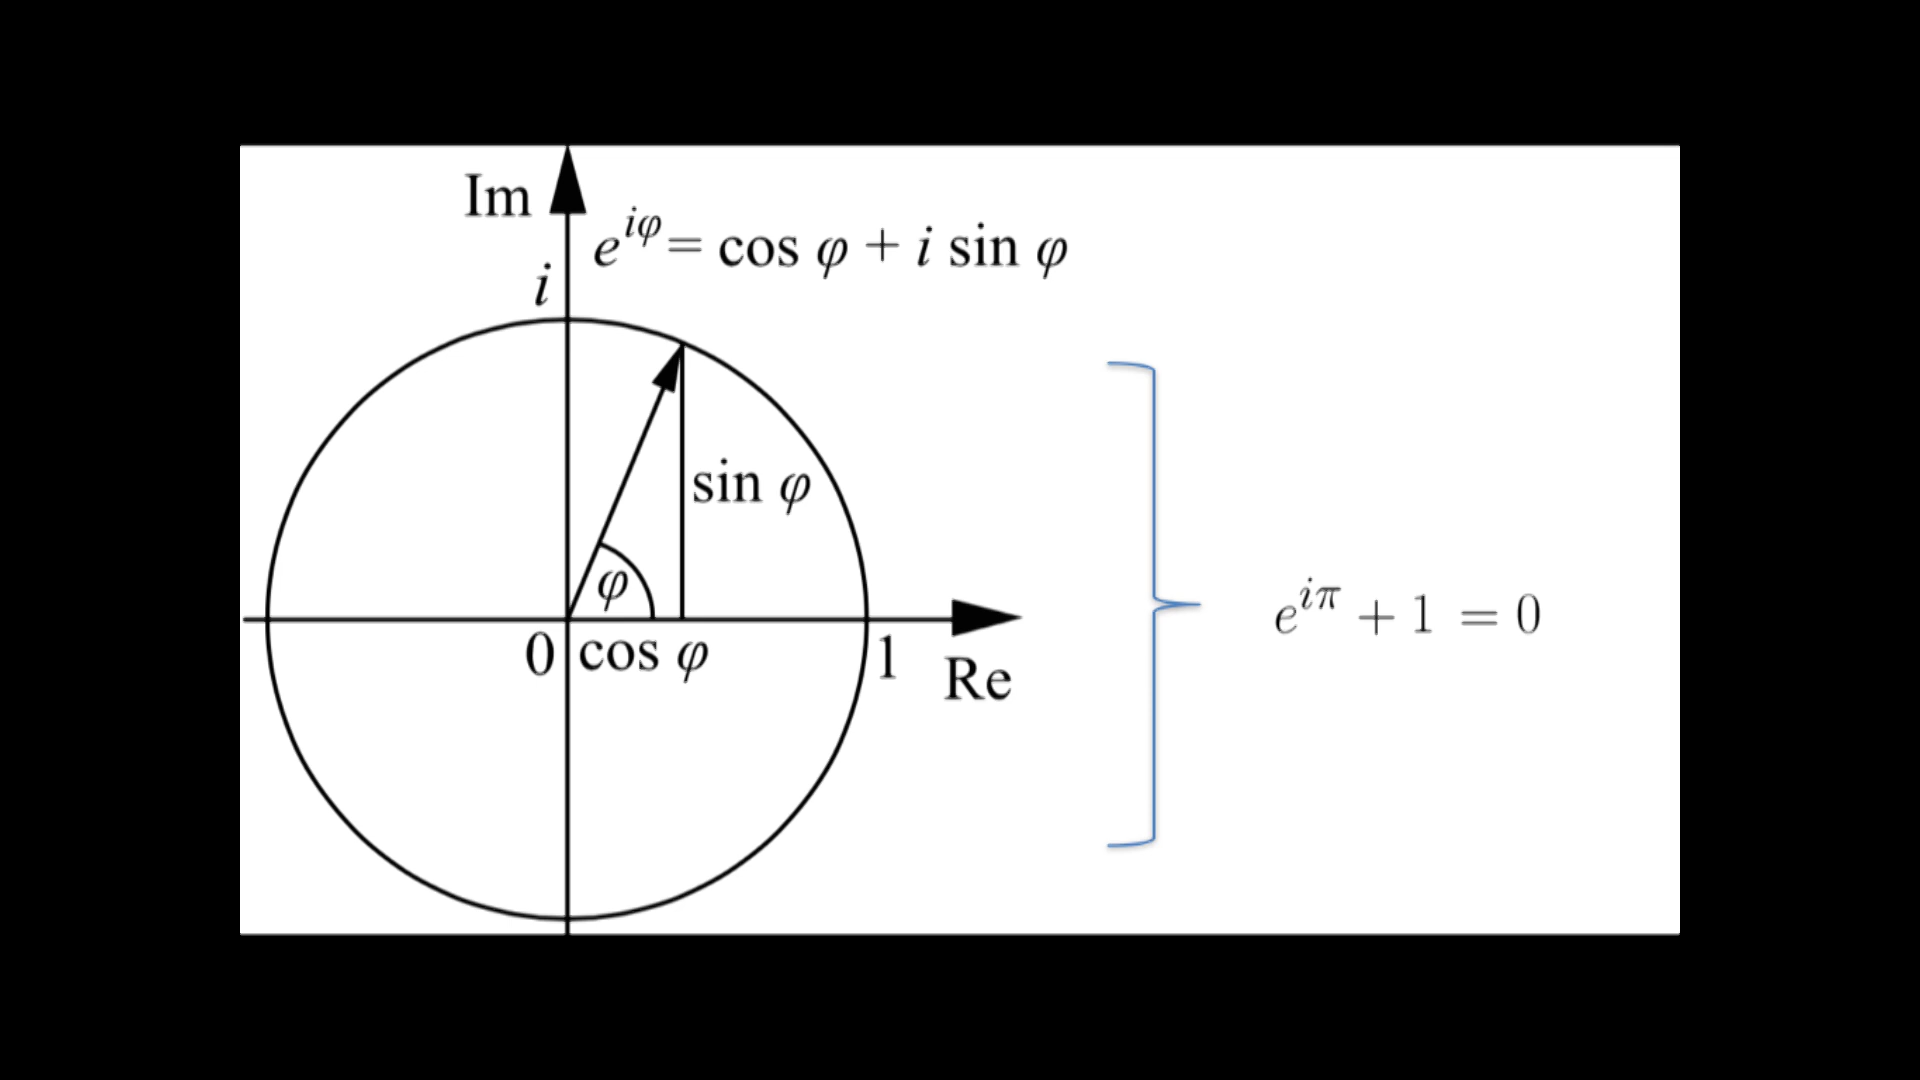 Im
e^{iφ} = cos φ + i sin φ
i
sin φ
φ
0 cos φ 1
Re
e^{iπ} + 1 = 0